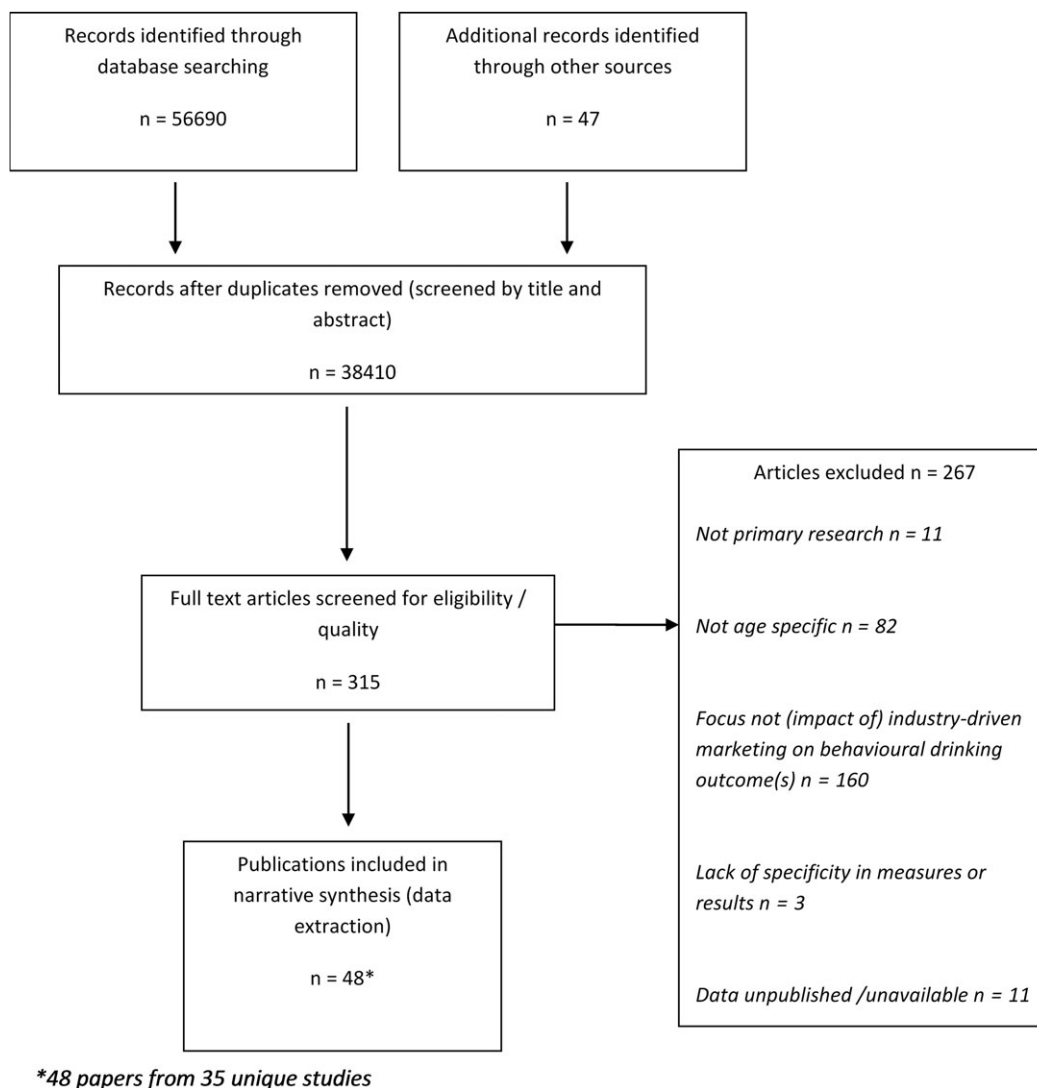 Records identified through
database searching
n = 56690
Additional records identified
through other sources
n = 47
Records after duplicates removed (screened by title and
abstract)
n = 38410
Full text articles screened for eligibility /
quality
n = 315
Articles excluded n = 267
Not primary research n = 11
Not age specific n = 82
Focus not (impact of) industry-driven
marketing on behavioural drinking
outcome(s) n = 160
Lack of specificity in measures or
results n = 3
Data unpublished /unavailable n = 11
Publications included in
narrative synthesis (data
extraction)
n = 48*
*48 papers from 35 unique studies